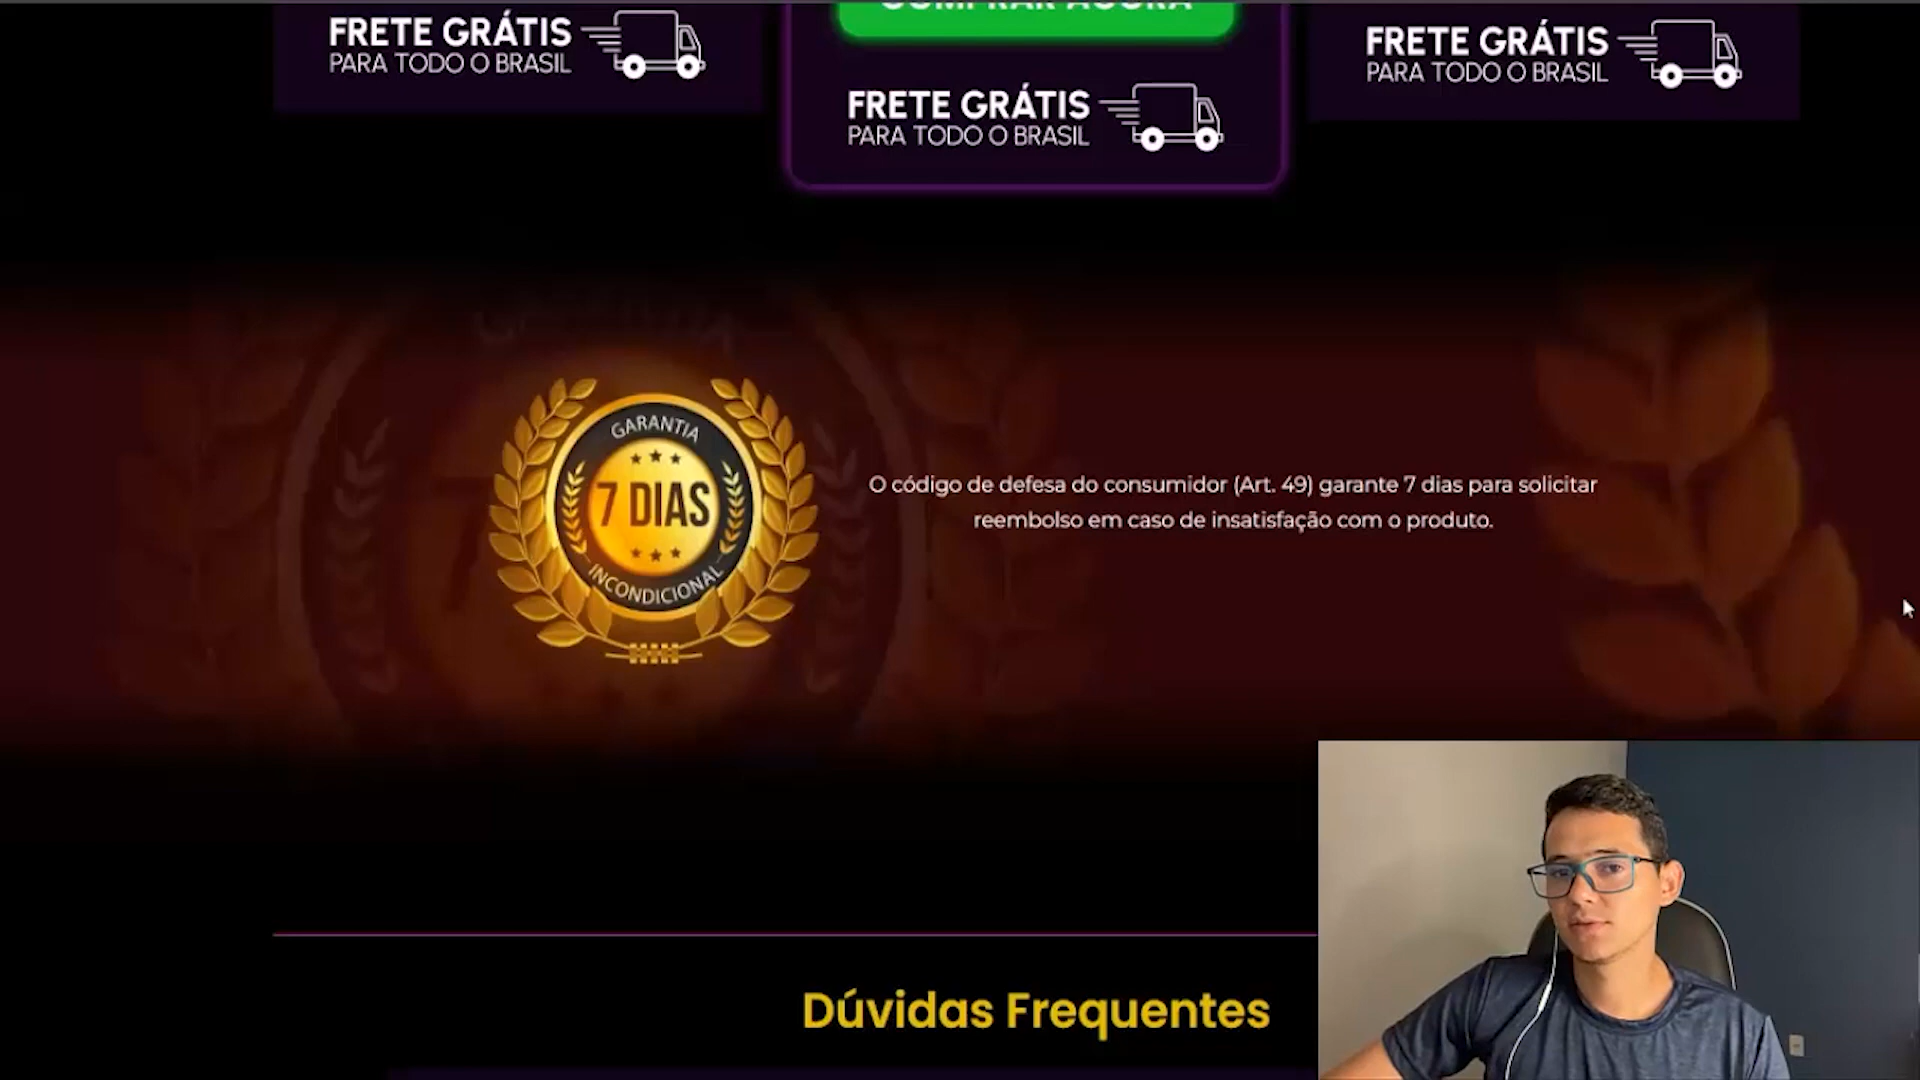 COMPRAR AGORA
FRETE GRÁTIS
PARA TODO O BRASIL
FRETE GRÁTIS
PARA TODO O BRASIL
FRETE GRÁTIS
PARA TODO O BRASIL
GARANTIA
7 DIAS
INCONDICIONAL
O código de defesa do consumidor (Art. 49) garante 7 dias para solicitar
reembolso em caso de insatisfação com o produto.
Dúvidas Frequentes